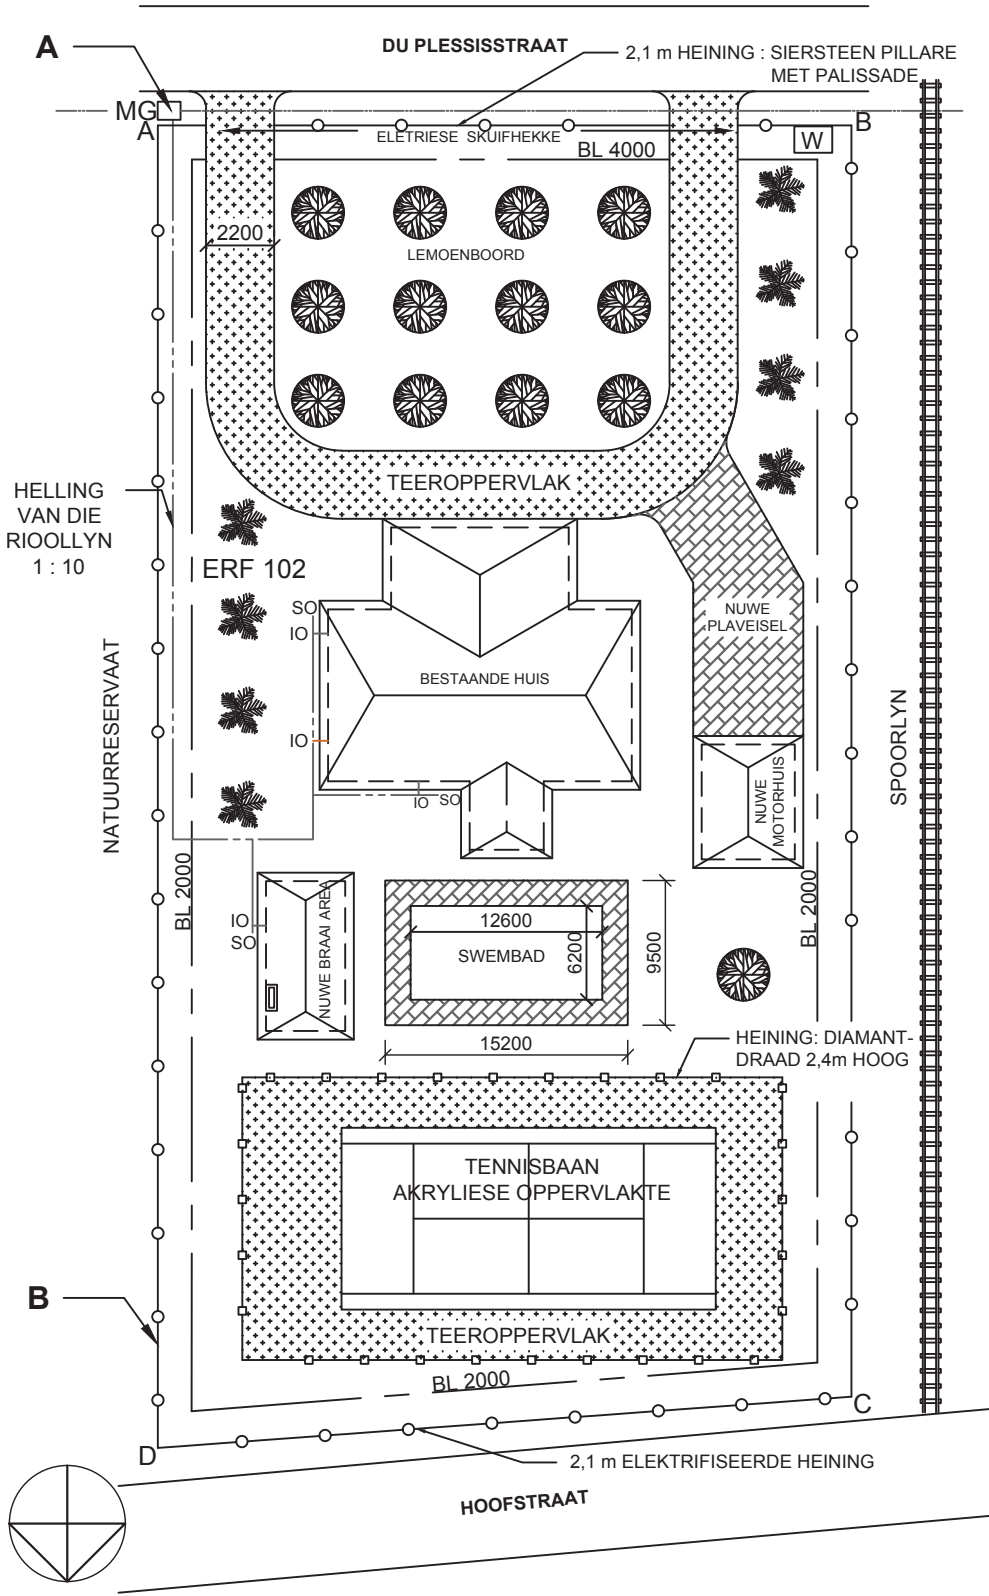 A
DU PLESSISSTRAAT
2,1 m HEINING : SIERSTEEN PILLARE
MET PALISSADE
MG
A
B
ELETRIESE SKUIFHEKKE
W
BL 4000
2200
LEMOENBOORD
TEEROPPERVLAK
HELLING
VAN DIE
RIOOLLYN
1 : 10
ERF 102
SO
IO
NUWE
PLAVEISEL
NATUURRESERVAAT
BESTAANDE HUIS
SPOORLYN
IO
IO
SO
NUWE
MOTORHUIS
BL 2000
BL 2000
IO
SO
NUWE BRAAI AREA
12600
6200
SWEMBAD
9500
15200
HEINING: DIAMANT-
DRAAD 2,4m HOOG
TENNISBAAN
AKRYLIESE OPPERVLAKTE
B
TEEROPPERVLAK
BL 2000
C
D
2,1 m ELEKTRIFISEERDE HEINING
HOOFSTRAAT